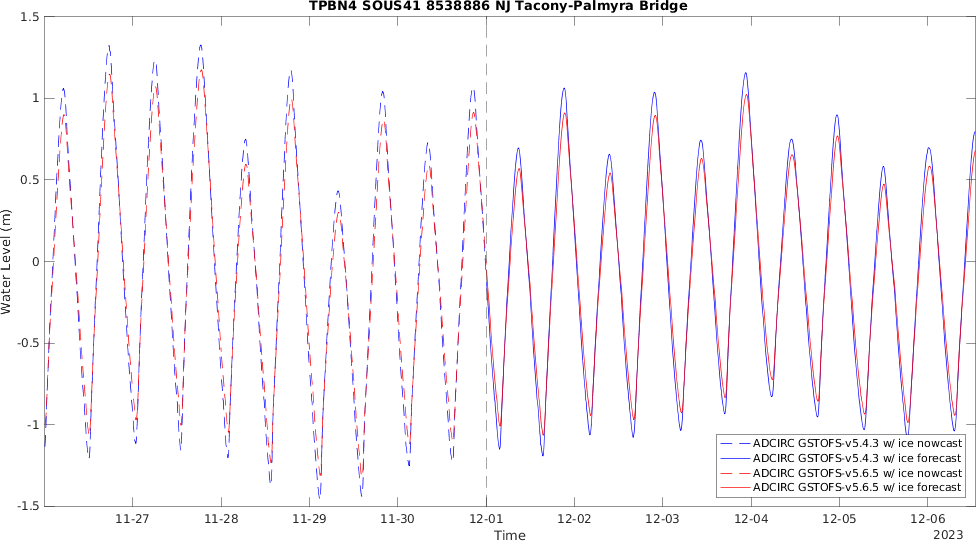 TPBN4 SOUS41 8538886 NJ Tacony-Palmyra Bridge
1.5
1
0.5
0
-0.5
-1
-1.5
Water Level (m)
11-27 11-28 11-29 11-30 12-01 12-02 12-03 12-04 12-05 12-06
Time
2023
ADCIRC GSTOFS-v5.4.3 w/ ice nowcast
ADCIRC GSTOFS-v5.4.3 w/ ice forecast
ADCIRC GSTOFS-v5.6.5 w/ ice nowcast
ADCIRC GSTOFS-v5.6.5 w/ ice forecast